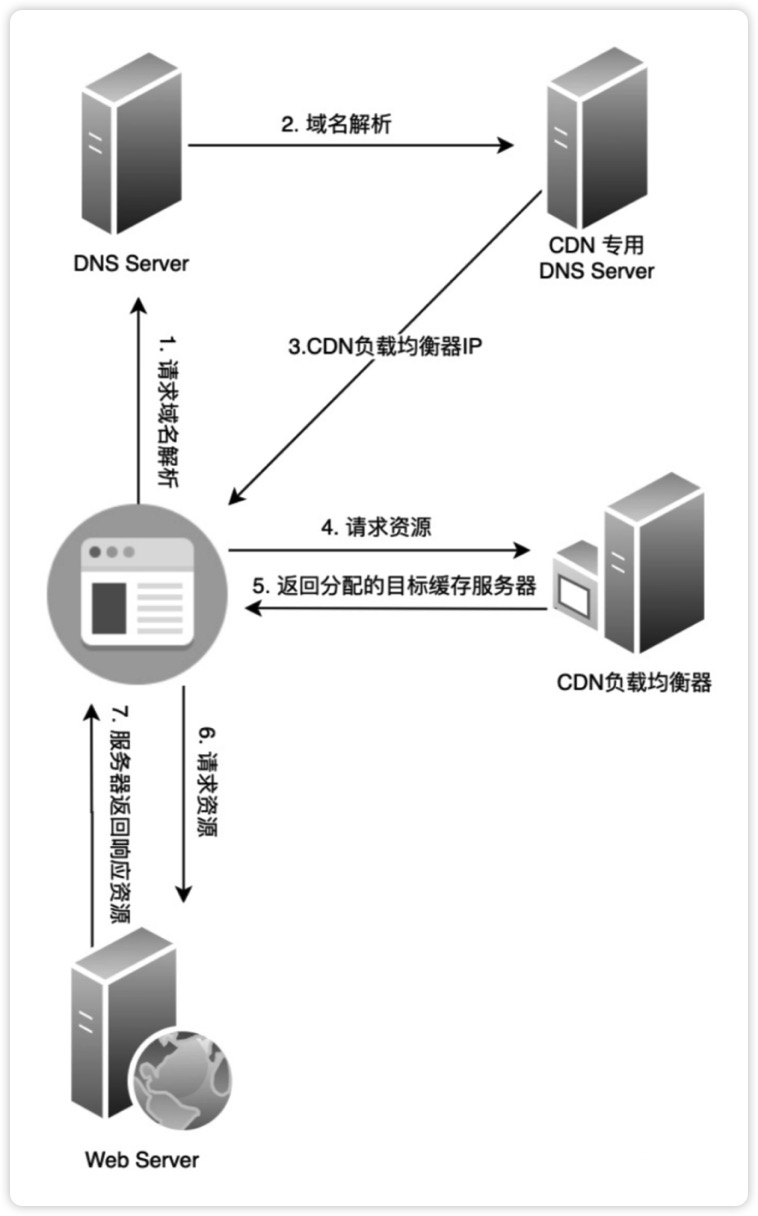 2. 域名解析
DNS Server
CDN 专用
DNS Server
1. 请求域名解析
3.CDN负载均衡器IP
4. 请求资源
5. 返回分配的目标缓存服务器
CDN负载均衡器
7. 服务器返回响应资源
6. 请求资源
Web Server